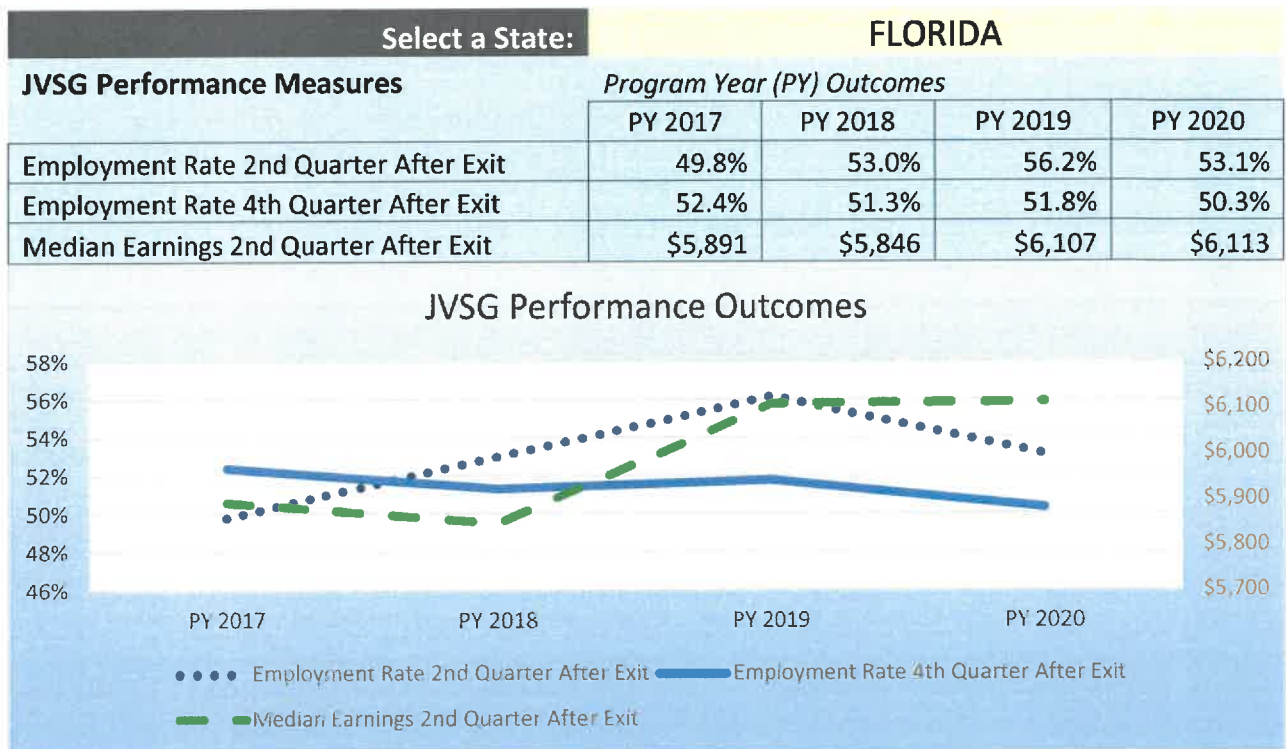 Select a State: FLORIDA
JVSG Performance Measures Program Year (PY) Outcomes
PY 2017 PY 2018 PY 2019 PY 2020
Employment Rate 2nd Quarter After Exit 49.8% 53.0% 56.2% 53.1%
Employment Rate 4th Quarter After Exit 52.4% 51.3% 51.8% 50.3%
Median Earnings 2nd Quarter After Exit $5,891 $5,846 $6,107 $6,113
JVSG Performance Outcomes
58% $6,200
56% $6,100
54% $6,000
52% $5,900
50% $5,800
48% $5,700
46%
PY 2017 PY 2018 PY 2019 PY 2020
Employment Rate 2nd Quarter After Exit Employment Rate 4th Quarter After Exit
Median Earnings 2nd Quarter After Exit